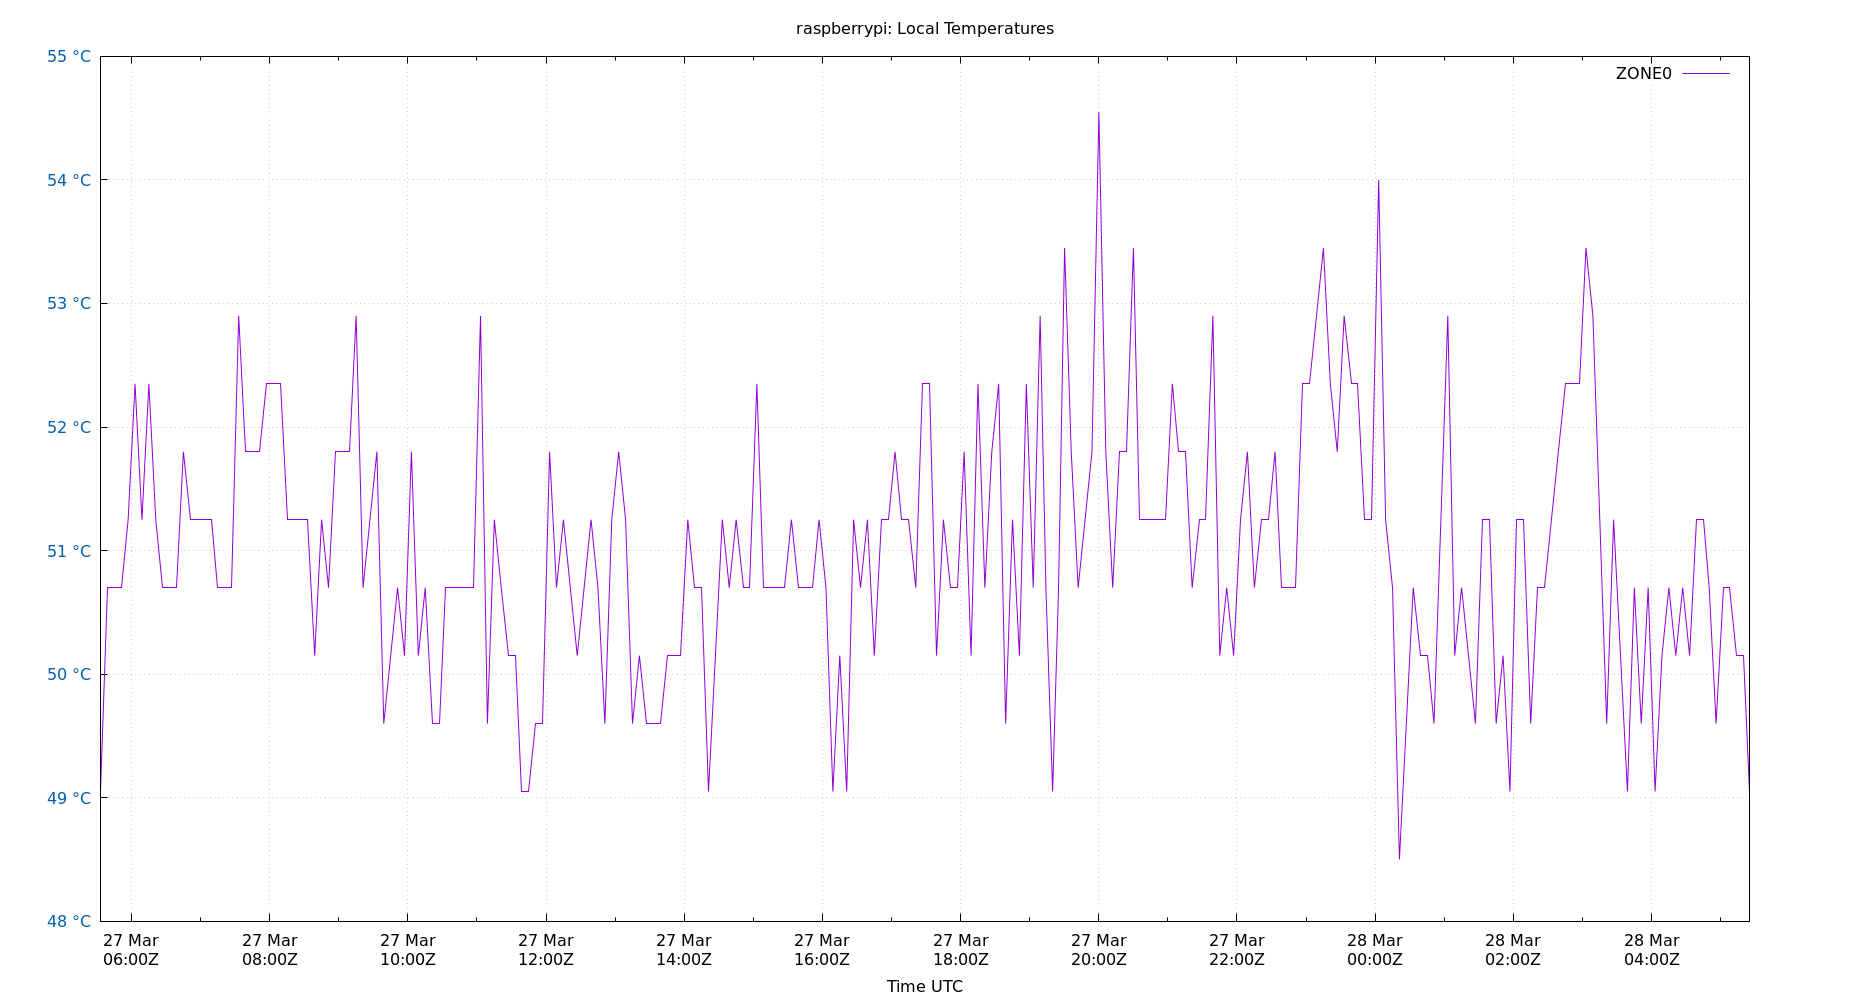 raspberrypi: Local Temperatures
55 °C
ZONE0
54 °C
53 °C
52 °C
51 °C
50 °C
49 °C
48 °C
27 Mar 27 Mar 27 Mar 27 Mar 27 Mar 27 Mar 27 Mar 27 Mar 27 Mar 28 Mar 28 Mar 28 Mar
06:00Z 08:00Z 10:00Z 12:00Z 14:00Z 16:00Z 18:00Z 20:00Z 22:00Z 00:00Z 02:00Z 04:00Z
Time UTC